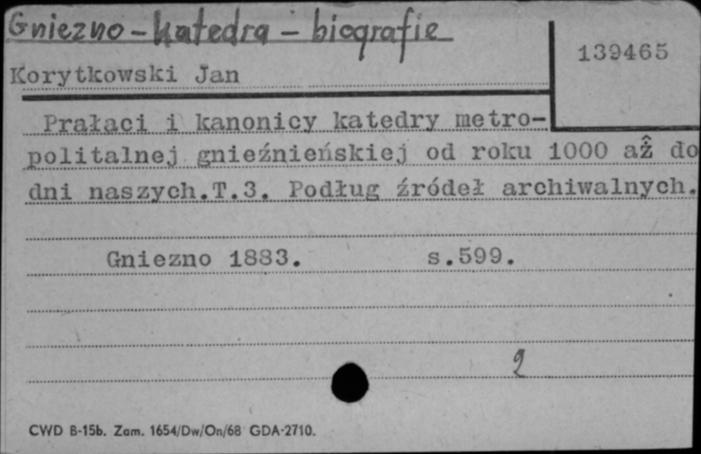 Gniezno - katedra - biografie
139465
Korytkowski Jan
Prałaci i kanonicy katedry metro-
politalnej gnieźnieńskiej od roku 1000 aż do
dni naszych.T.3. Podług źródeł archiwalnych.
Gniezno 1883. s.599.
2
CWD B-15b. Zam. 1654/Dw/On/68 GDA-2710.